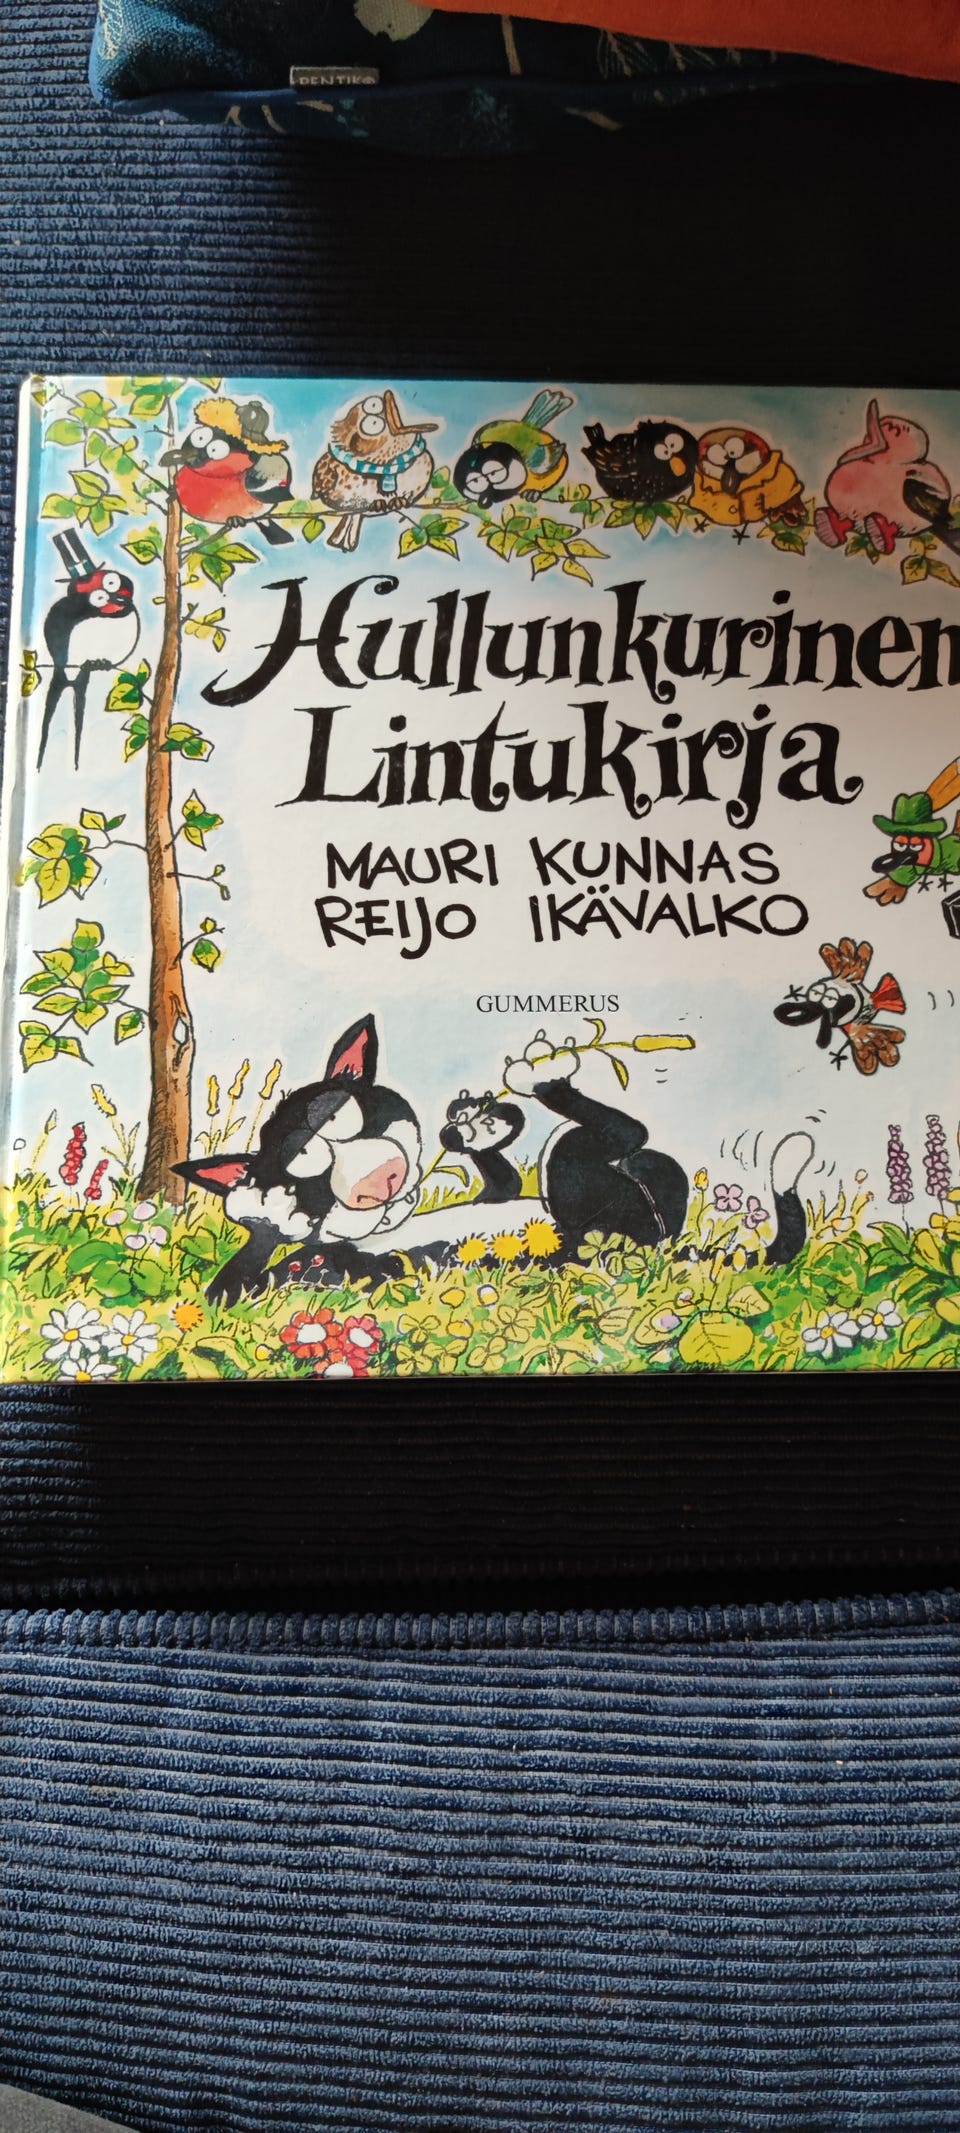 PENTIK
Hullunkurinen
Lintukirja
MAURI KUNNAS
REIJO IKÄVALKO
GUMMERUS